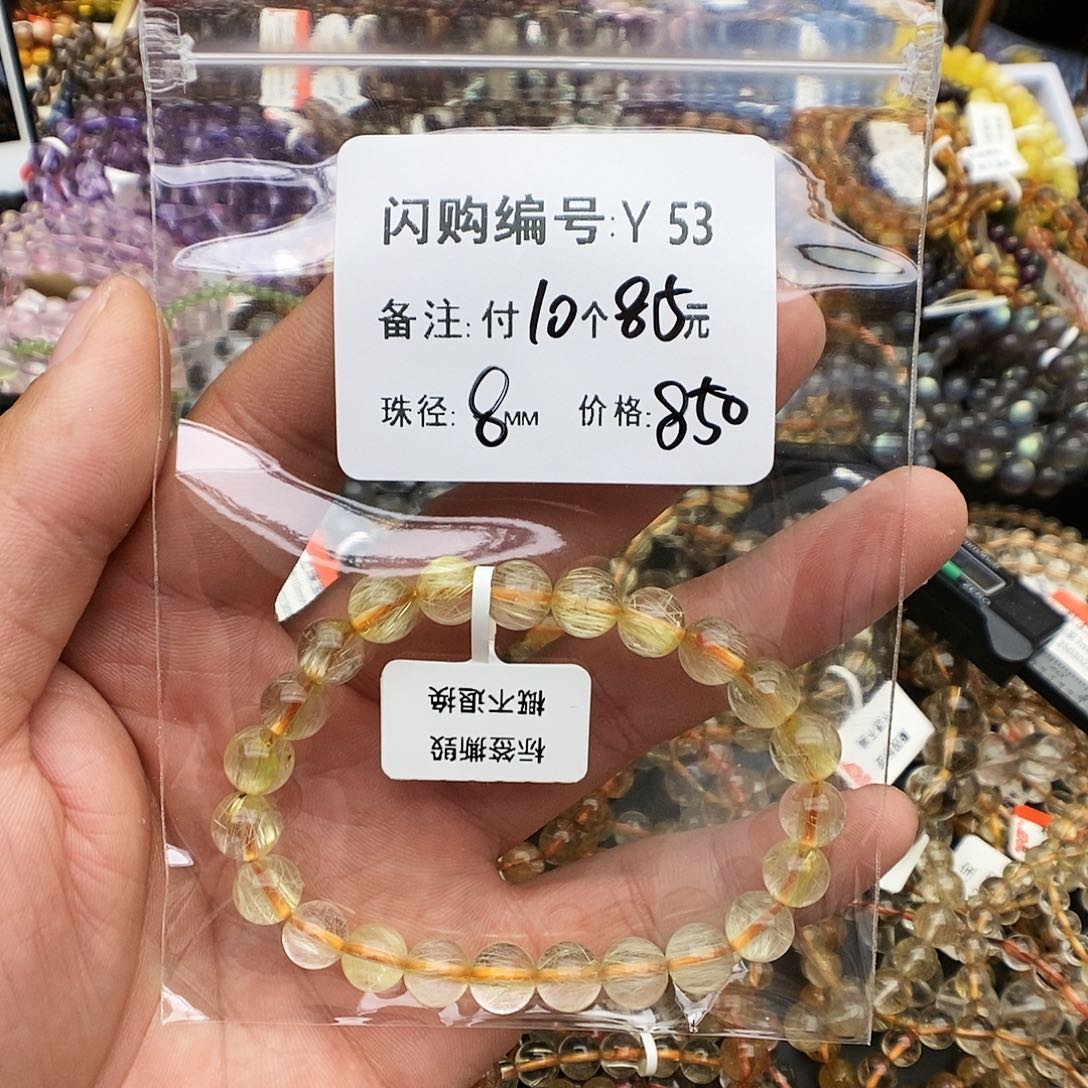 闪购编号:Y 53
备注:付10个85元
珠径:8MM 价格:850
标签撕毁
概不退换